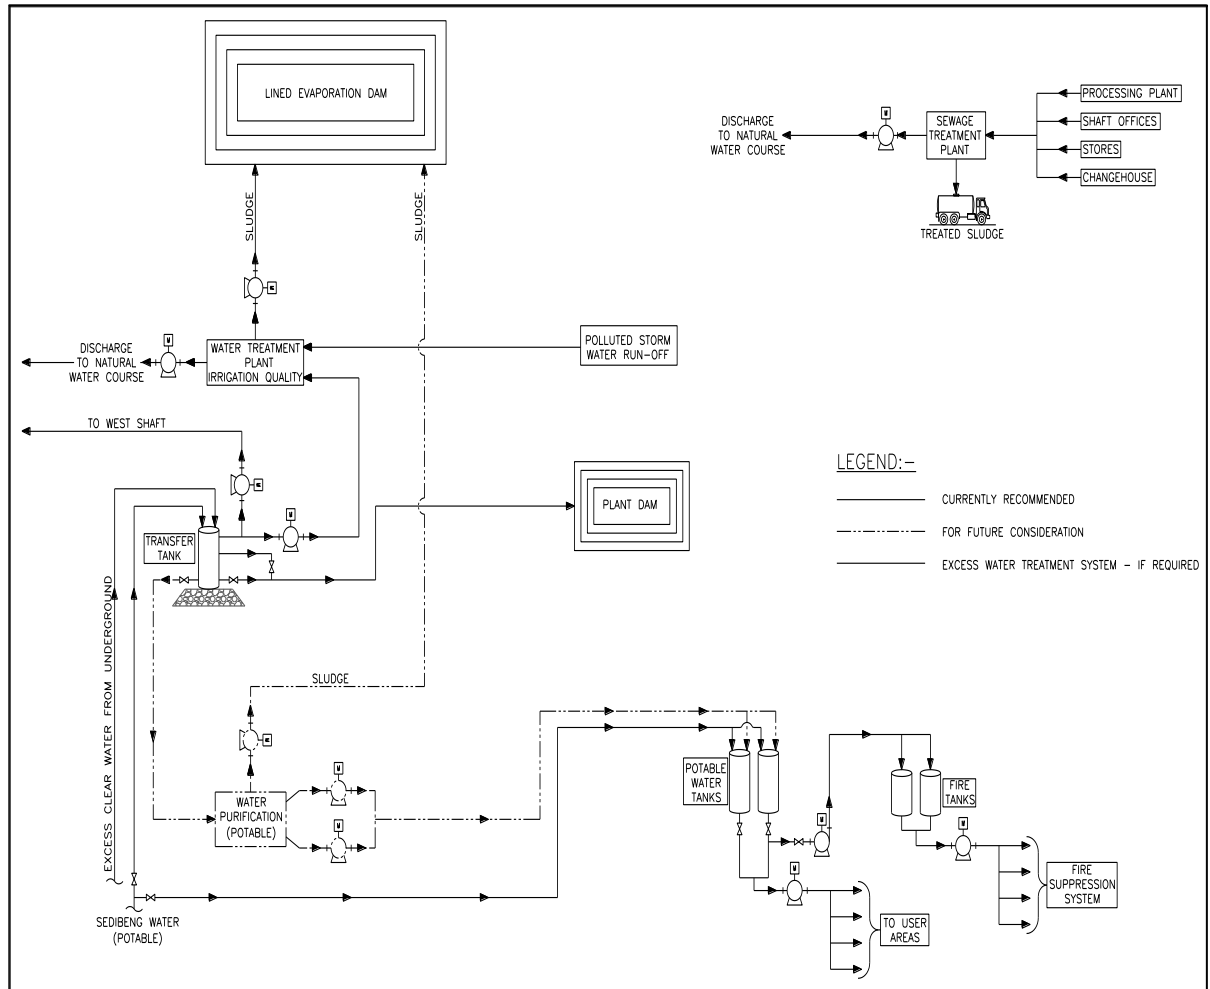 LINED EVAPORATION DAM
PROCESSING PLANT
SHAFT OFFICES
STORES
CHANGEHOUSE
M
SEWAGE
TREATMENT
PLANT
DISCHARGE
TO NATURAL
WATER COURSE
TREATED SLUDGE
SLUDGE
SLUDGE
M
POLLUTED STORM
WATER RUN-OFF
M
WATER TREATMENT
PLANT
IRRIGATION QUALITY
DISCHARGE
TO NATURAL
WATER COURSE
TO WEST SHAFT
M
PLANT DAM
LEGEND:-
CURRENTLY RECOMMENDED
FOR FUTURE CONSIDERATION
EXCESS WATER TREATMENT SYSTEM - IF REQUIRED
M
TRANSFER
TANK
EXCESS CLEAR WATER FROM UNDERGROUND
SLUDGE
M
M
WATER
PURIFICATION
(POTABLE)
M
POTABLE
WATER
TANKS
FIRE
TANKS
M
M
M
FIRE
SUPPRESSION
SYSTEM
TO USER
AREAS
SEDIBENG WATER
(POTABLE)